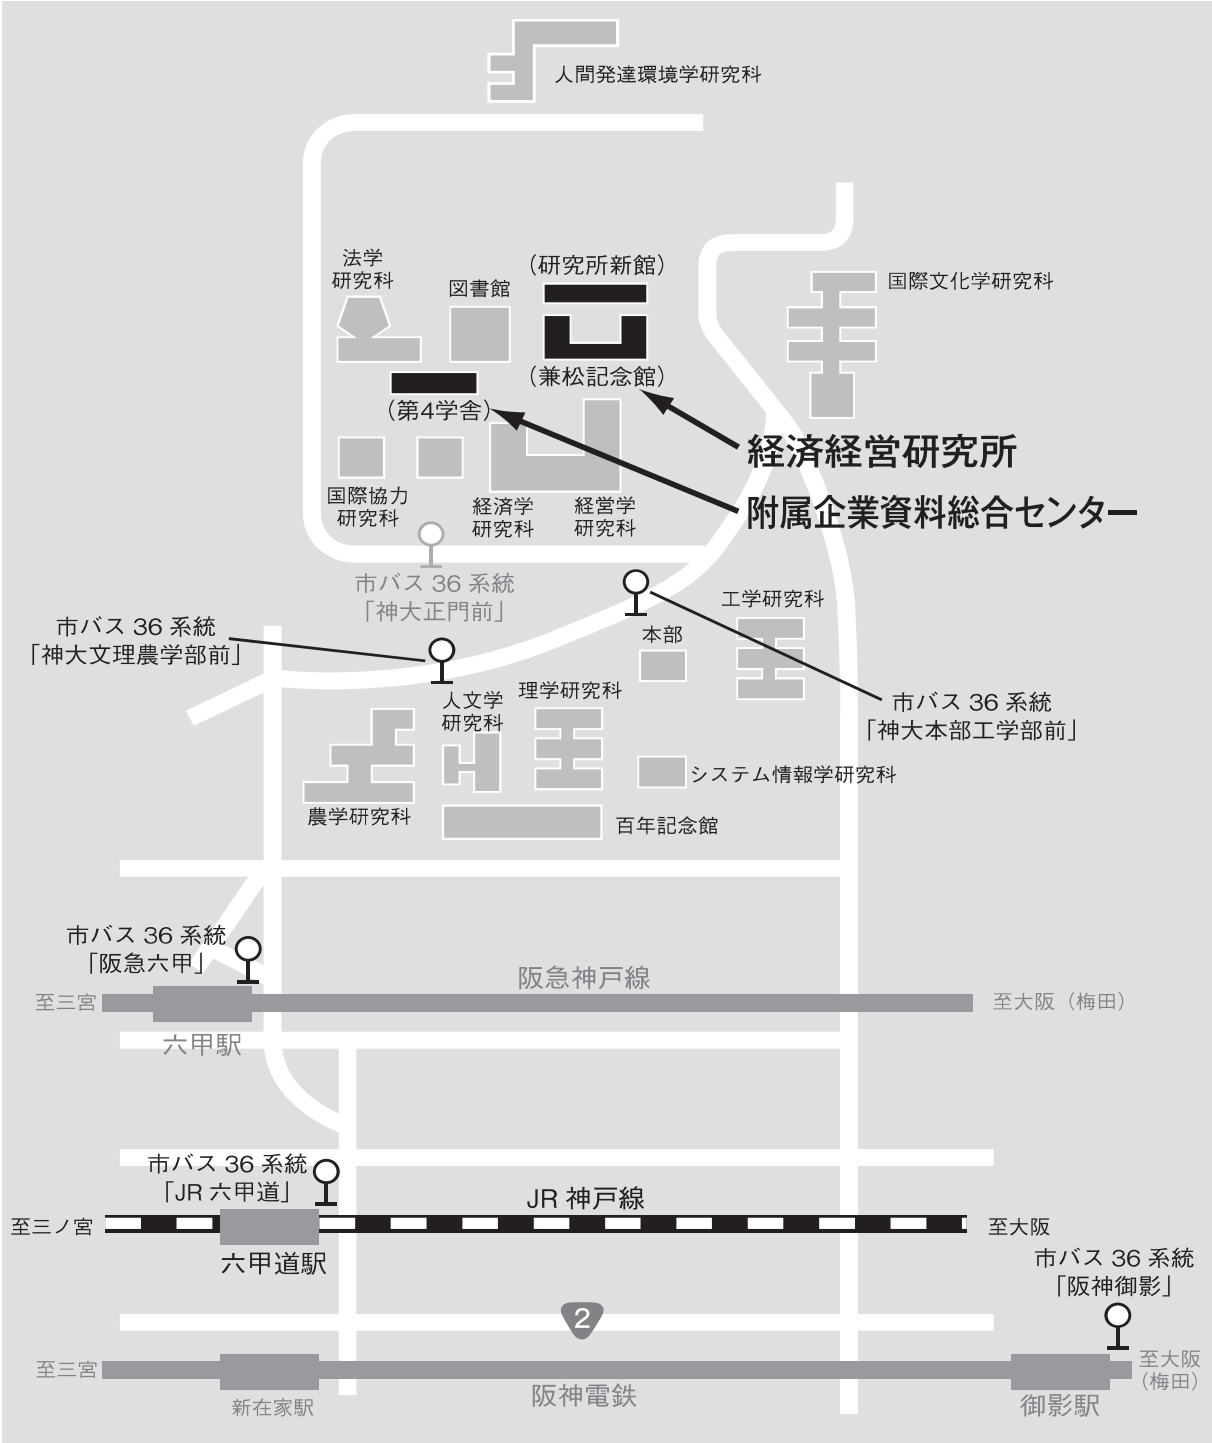 人間発達環境学研究科
法学
研究科
図書館
（研究所新館）
国際文化学研究科
（兼松記念館）
（第4学舎）
経済経営研究所
国際協力
研究科
経済学
研究科
経営学
研究科
附属企業資料総合センター
市バス 36 系統
「神大正門前」
工学研究科
市バス 36 系統
「神大文理農学部前」
本部
人文学
研究科
理学研究科
市バス 36 系統
「神大本部工学部前」
システム情報学研究科
農学研究科
百年記念館
市バス 36 系統
「阪急六甲」
阪急神戸線
至三宮
至大阪（梅田）
六甲駅
市バス 36 系統
「JR 六甲道」
JR 神戸線
至三ノ宮
至大阪
六甲道駅
市バス 36 系統
「阪神御影」
2
至三宮
至大阪
（梅田）
新在家駅
阪神電鉄
御影駅